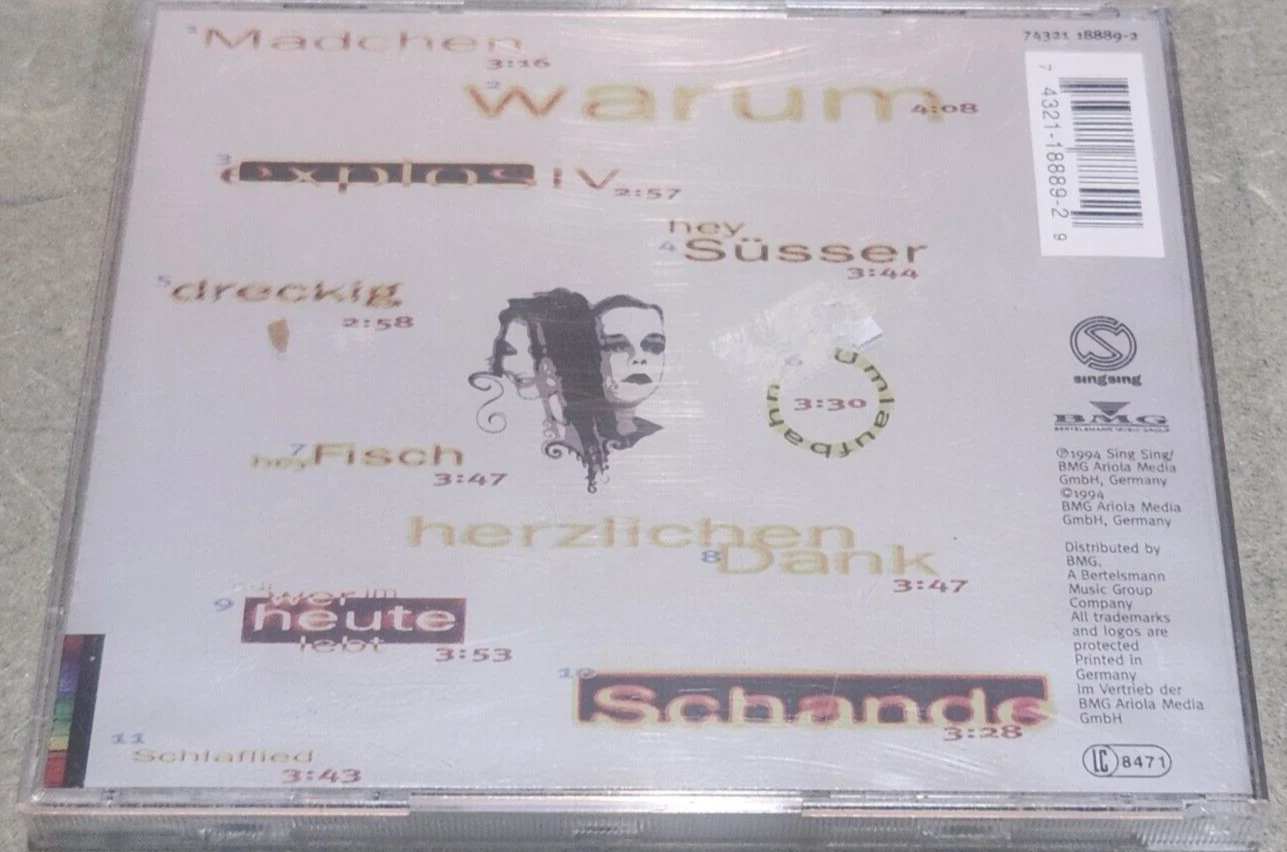 1 Mädchen
3:16
2 warum
4:08
3 explosiv
2:57
hey
4 Süsser
3:44
5 dreckig
2:58
6 umlaufbahn
3:30
7 hey Fisch
3:47
herzlichen
8 Dank
3:47
wer im
9 heute
lebt
3:53
10 Schande
3:28
11
Schlaflied
3:43
74321 18889-2
7 4321-18889-2 9
singsing
BMG
BERTELSMANN MUSIC GROUP
℗1994 Sing Sing/
BMG Ariola Media
GmbH, Germany
©1994
BMG Ariola Media
GmbH, Germany
Distributed by
BMG.
A Bertelsmann
Music Group
Company
All trademarks
and logos are
protected
Printed in
Germany
Im Vertrieb der
BMG Ariola Media
GmbH
LC 8471